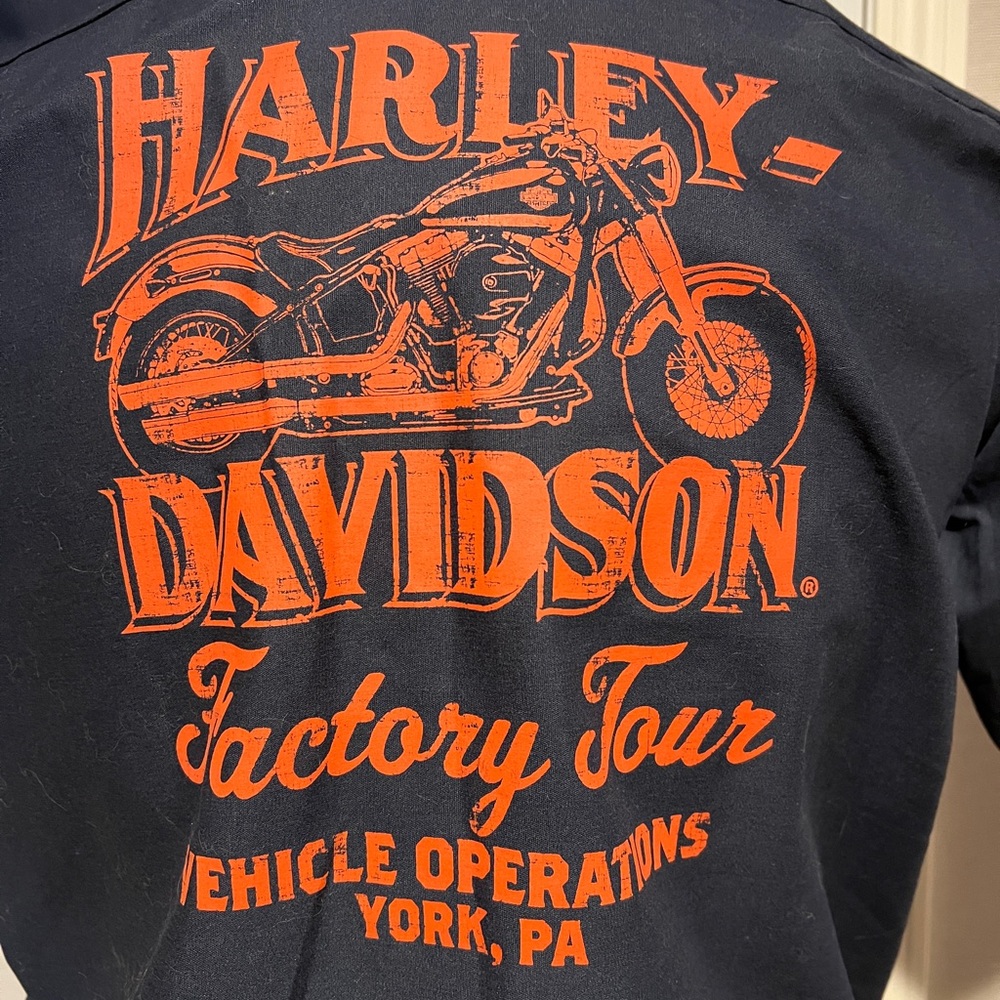 HARLEY-
DAVIDSON®
Factory Tour
VEHICLE OPERATIONS
YORK, PA